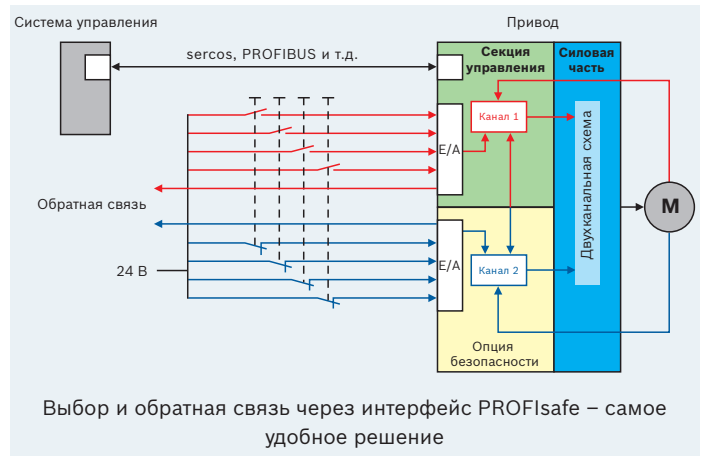 Система управления
Привод
sercos, PROFIBUS и т.д.
Секция
управления
Силовая
часть
E/A
Канал 1
Двухканальная схема
M
Обратная связь
24 В
E/A
Канал 2
Опция
безопасности
Выбор и обратная связь через интерфейс PROFIsafe – самое
удобное решение